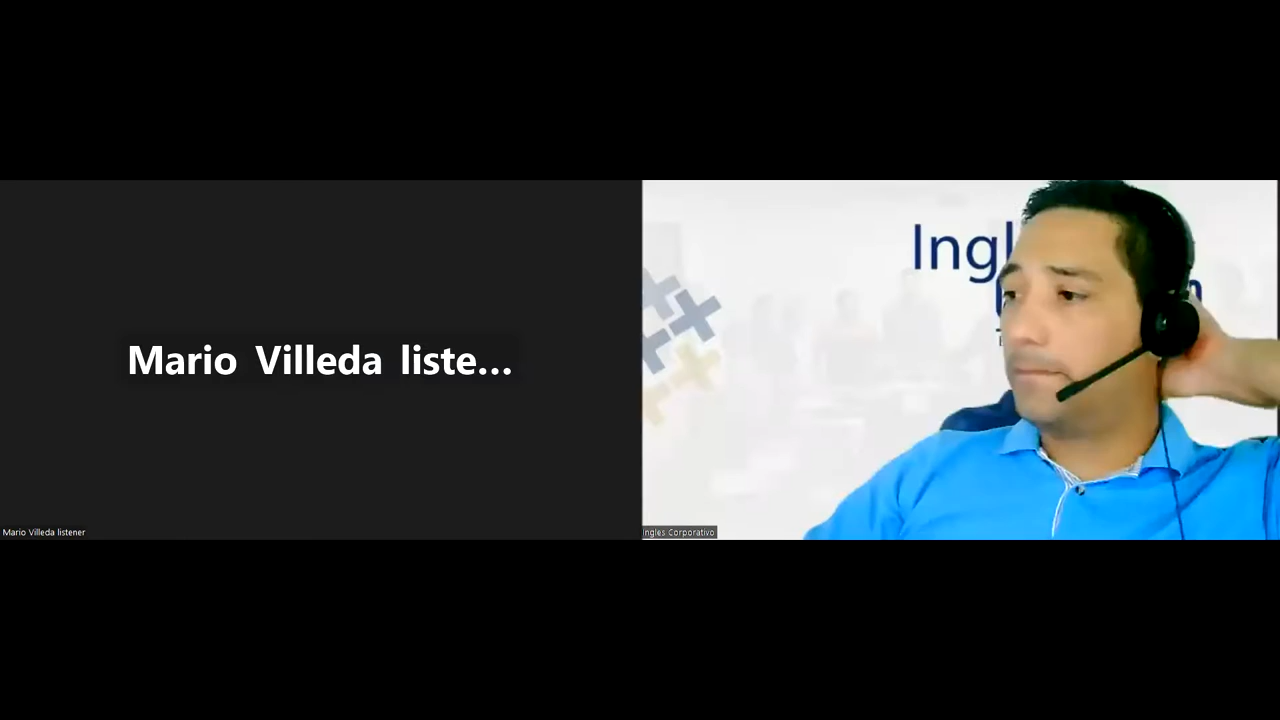 Mario Villeda liste...
Mario Villeda listener
Ingl
Ingles Corporativo